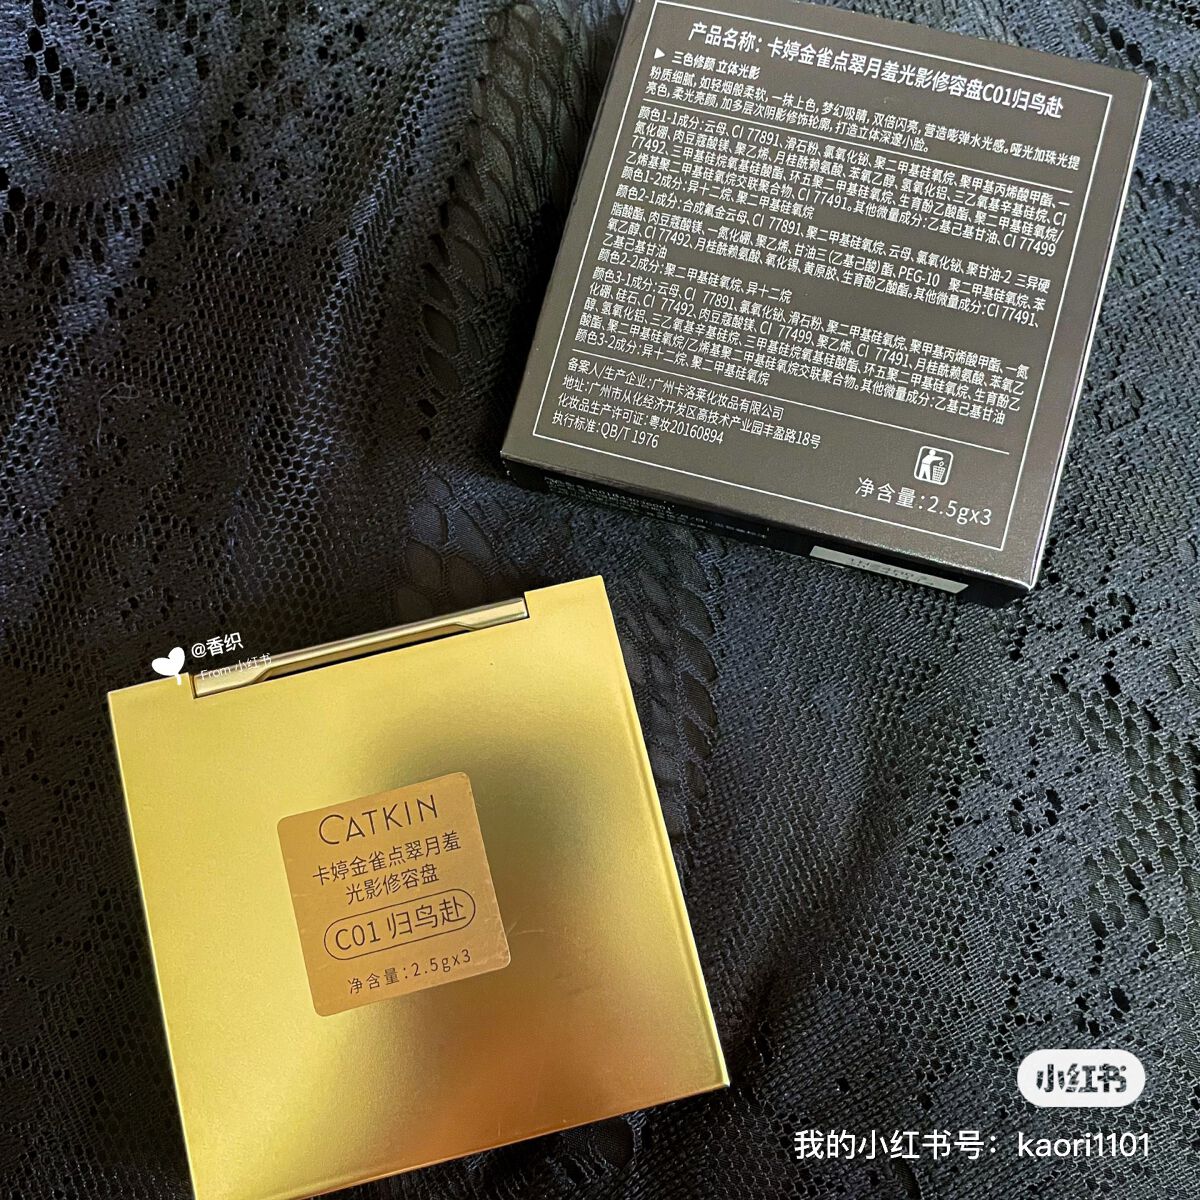 产品名称：卡婷金雀点翠月羞光影修容盘C01归鸟赴
三色修颜 立体光影
粉质细腻，如轻烟般柔软，一抹上色，梦幻吸睛，双倍闪亮，营造嘭弹水光感。哑光加珠光提
亮色，柔光亮颜，加多层次阴影修饰轮廓，打造立体深邃小脸。
颜色1-1成分：云母、CI 77891、滑石粉、氯氧化铋、聚二甲基硅氧烷、聚甲基丙烯酸甲酯、一
氮化硼、肉豆蔻酸镁、聚乙烯、月桂酰赖氨酸、苯氧乙醇、氢氧化铝、三乙氧基辛基硅烷、CI
77492、三甲基硅烷氧基硅酸酯、环五聚二甲基硅氧烷、生育酚乙酸酯、聚二甲基硅氧烷/
乙烯基聚二甲基硅氧烷交联聚合物、CI 77491。其他微量成分：乙基己基甘油、CI 77499
颜色1-2成分：异十二烷、聚二甲基硅氧烷
颜色2-1成分：合成氟金云母、CI 77891、聚二甲基硅氧烷、云母、氯氧化铋、聚甘油-2 三异硬
脂酸酯、肉豆蔻酸镁、一氮化硼、聚乙烯、甘油三(乙基己酸)酯、PEG-10 聚二甲基硅氧烷、苯
氧乙醇、CI 77492、月桂酰赖氨酸、氧化锡、黄原胶、生育酚乙酸酯。其他微量成分：CI 77491、
乙基己基甘油
颜色2-2成分：聚二甲基硅氧烷、异十二烷
颜色3-1成分：云母、CI 77891、氯氧化铋、滑石粉、聚二甲基硅氧烷、聚甲基丙烯酸甲酯、一氮
化硼、硅石、CI 77492、肉豆蔻酸镁、CI 77499、聚乙烯、CI 77491、月桂酰赖氨酸、苯氧乙
醇、氢氧化铝、三乙氧基辛基硅烷、三甲基硅烷氧基硅酸酯、环五聚二甲基硅氧烷、生育酚乙
酸酯、聚二甲基硅氧烷/乙烯基聚二甲基硅氧烷交联聚合物。其他微量成分：乙基己基甘油
颜色3-2成分：异十二烷、聚二甲基硅氧烷
备案人/生产企业：广州卡洛莱化妆品有限公司
地址：广州市从化经济开发区高技术产业园丰盈路18号
化妆品生产许可证：粤妆20160894
执行标准：QB/T 1976
净含量：2.5gx3
@香织
From 小红书
CATKIN
卡婷金雀点翠月羞
光影修容盘
C01 归鸟赴
净含量：2.5gx3
小红书
我的小红书号：kaori1101